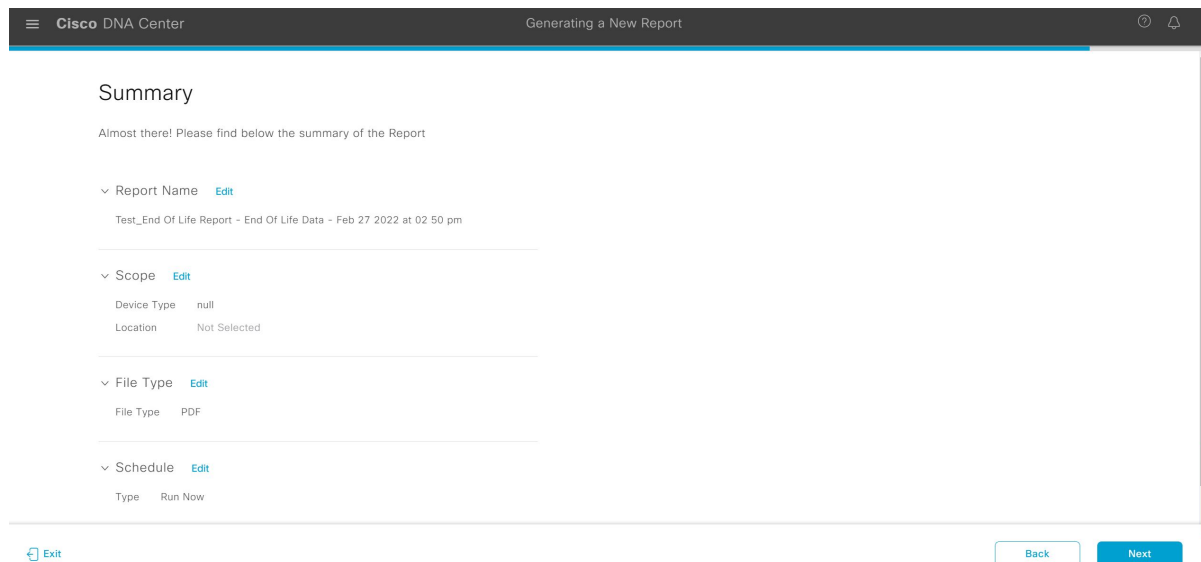 Cisco DNA Center
Generating a New Report
Summary
Almost there! Please find below the summary of the Report
Report Name Edit
Test_End Of Life Report - End Of Life Data - Feb 27 2022 at 02 50 pm
Scope Edit
Device Type null
Location Not Selected
File Type Edit
File Type PDF
Schedule Edit
Type Run Now
Exit
Back
Next